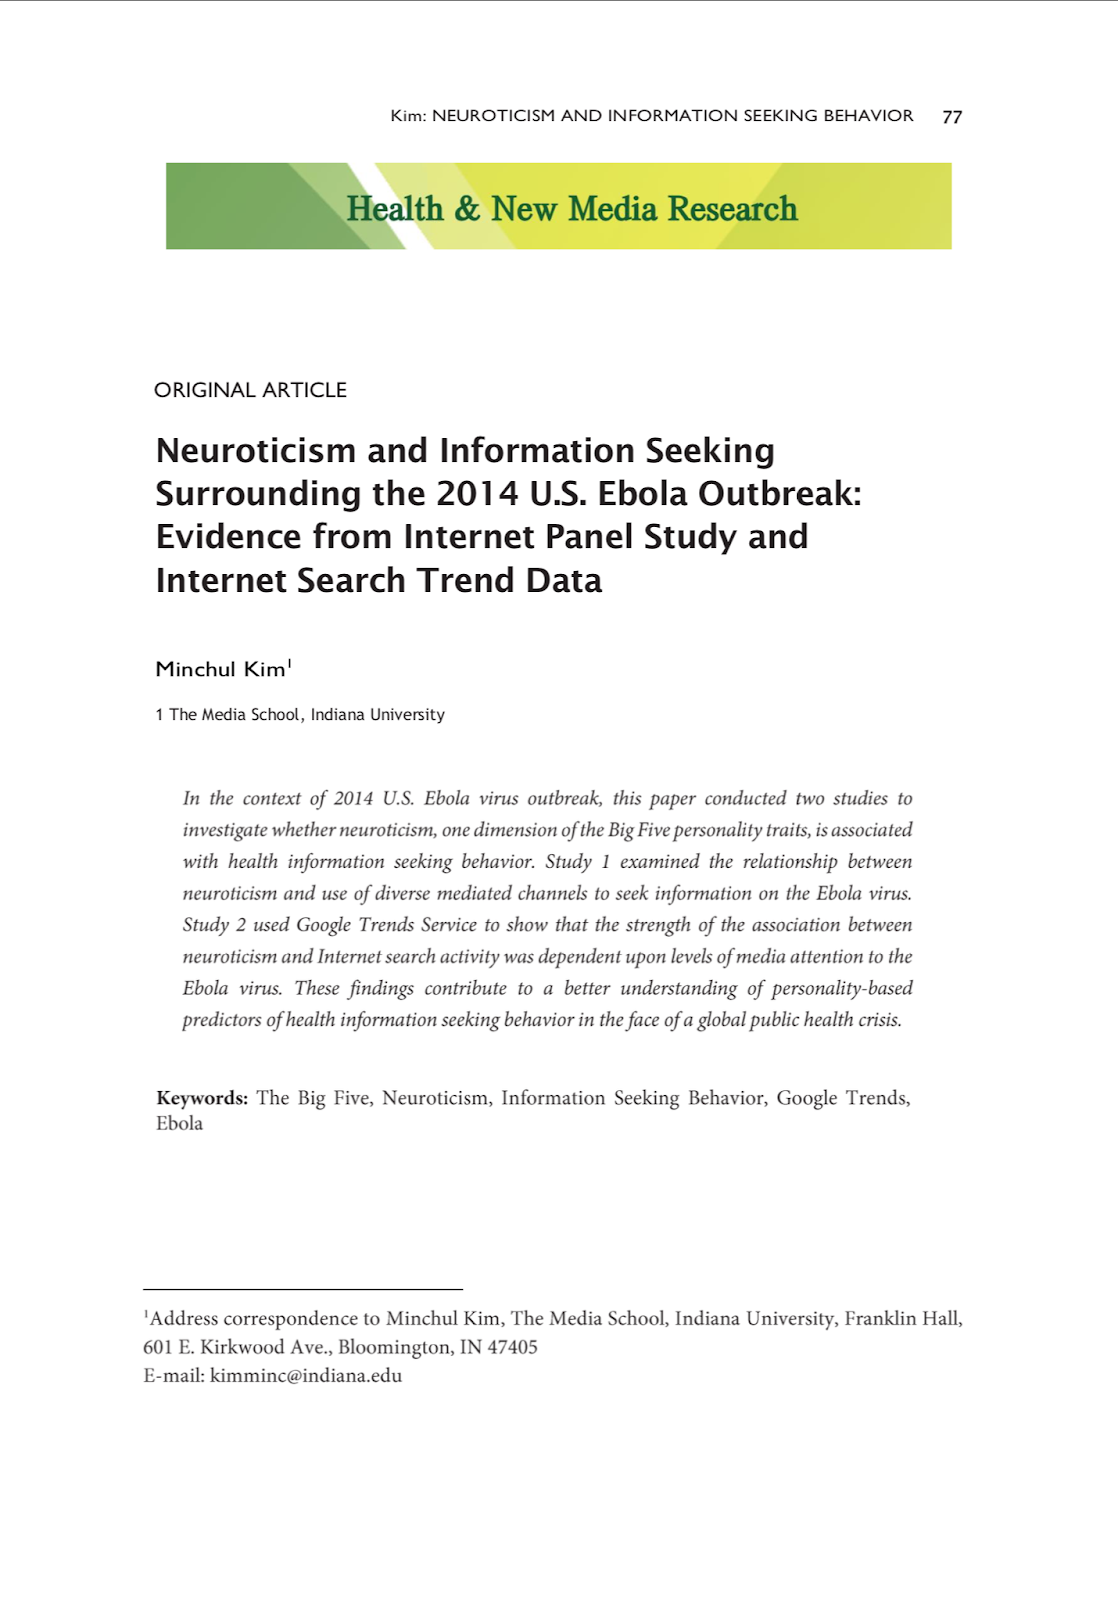 Kim: NEUROTICISM AND INFORMATION SEEKING BEHAVIOR 77
Health & New Media Research
ORIGINAL ARTICLE
Neuroticism and Information Seeking
Surrounding the 2014 U.S. Ebola Outbreak:
Evidence from Internet Panel Study and
Internet Search Trend Data
Minchul Kim¹
1 The Media School, Indiana University
In the context of 2014 U.S. Ebola virus outbreak, this paper conducted two studies to
investigate whether neuroticism, one dimension of the Big Five personality traits, is associated
with health information seeking behavior. Study 1 examined the relationship between
neuroticism and use of diverse mediated channels to seek information on the Ebola virus.
Study 2 used Google Trends Service to show that the strength of the association between
neuroticism and Internet search activity was dependent upon levels of media attention to the
Ebola virus. These findings contribute to a better understanding of personality-based
predictors of health information seeking behavior in the face of a global public health crisis.
Keywords: The Big Five, Neuroticism, Information Seeking Behavior, Google Trends,
Ebola
¹Address correspondence to Minchul Kim, The Media School, Indiana University, Franklin Hall,
601 E. Kirkwood Ave., Bloomington, IN 47405
E-mail: kimminc@indiana.edu